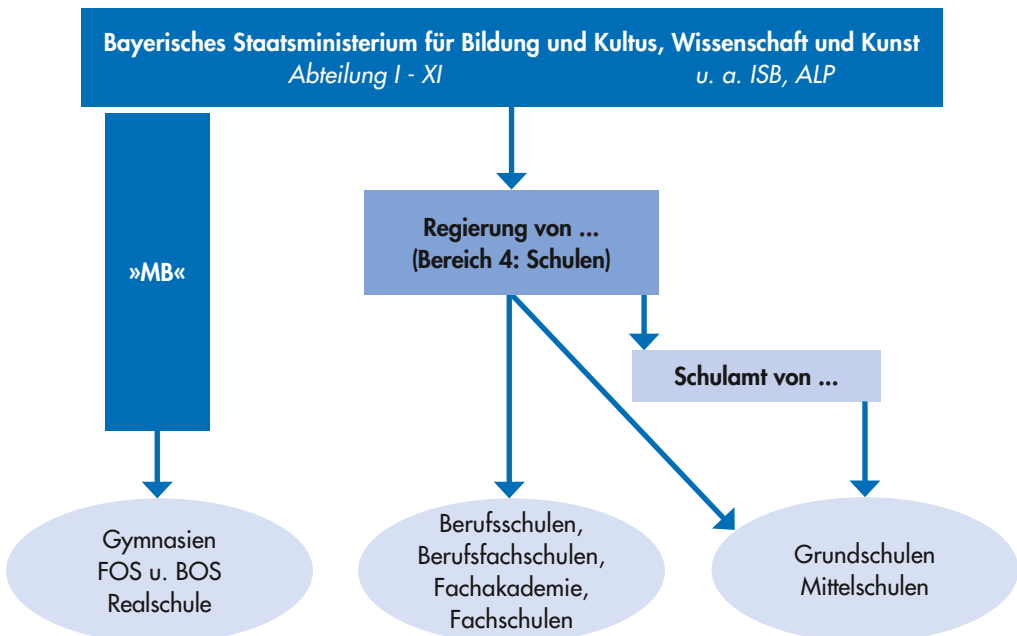 Bayerisches Staatsministerium für Bildung und Kultus, Wissenschaft und Kunst
Abteilung I - XI u. a. ISB, ALP
»MB«
Regierung von ...
(Bereich 4: Schulen)
Schulamt von ...
Gymnasien
FOS u. BOS
Realschule
Berufsschulen,
Berufsfachschulen,
Fachakademie,
Fachschulen
Grundschulen
Mittelschulen